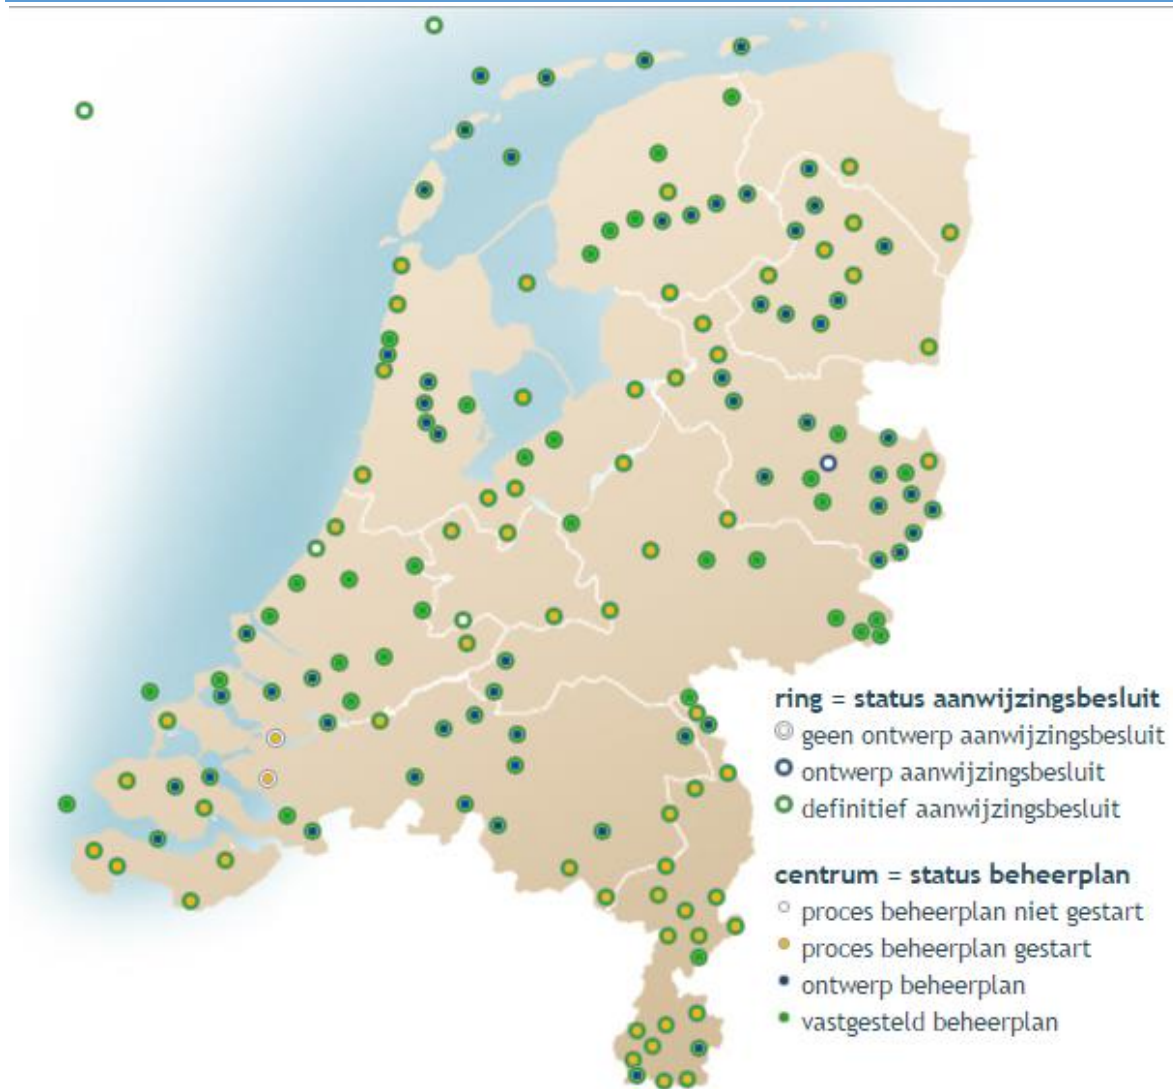 ring = status aanwijzingsbesluit
geen ontwerp aanwijzingsbesluit
ontwerp aanwijzingsbesluit
definitief aanwijzingsbesluit
centrum = status beheerplan
proces beheerplan niet gestart
proces beheerplan gestart
ontwerp beheerplan
vastgesteld beheerplan